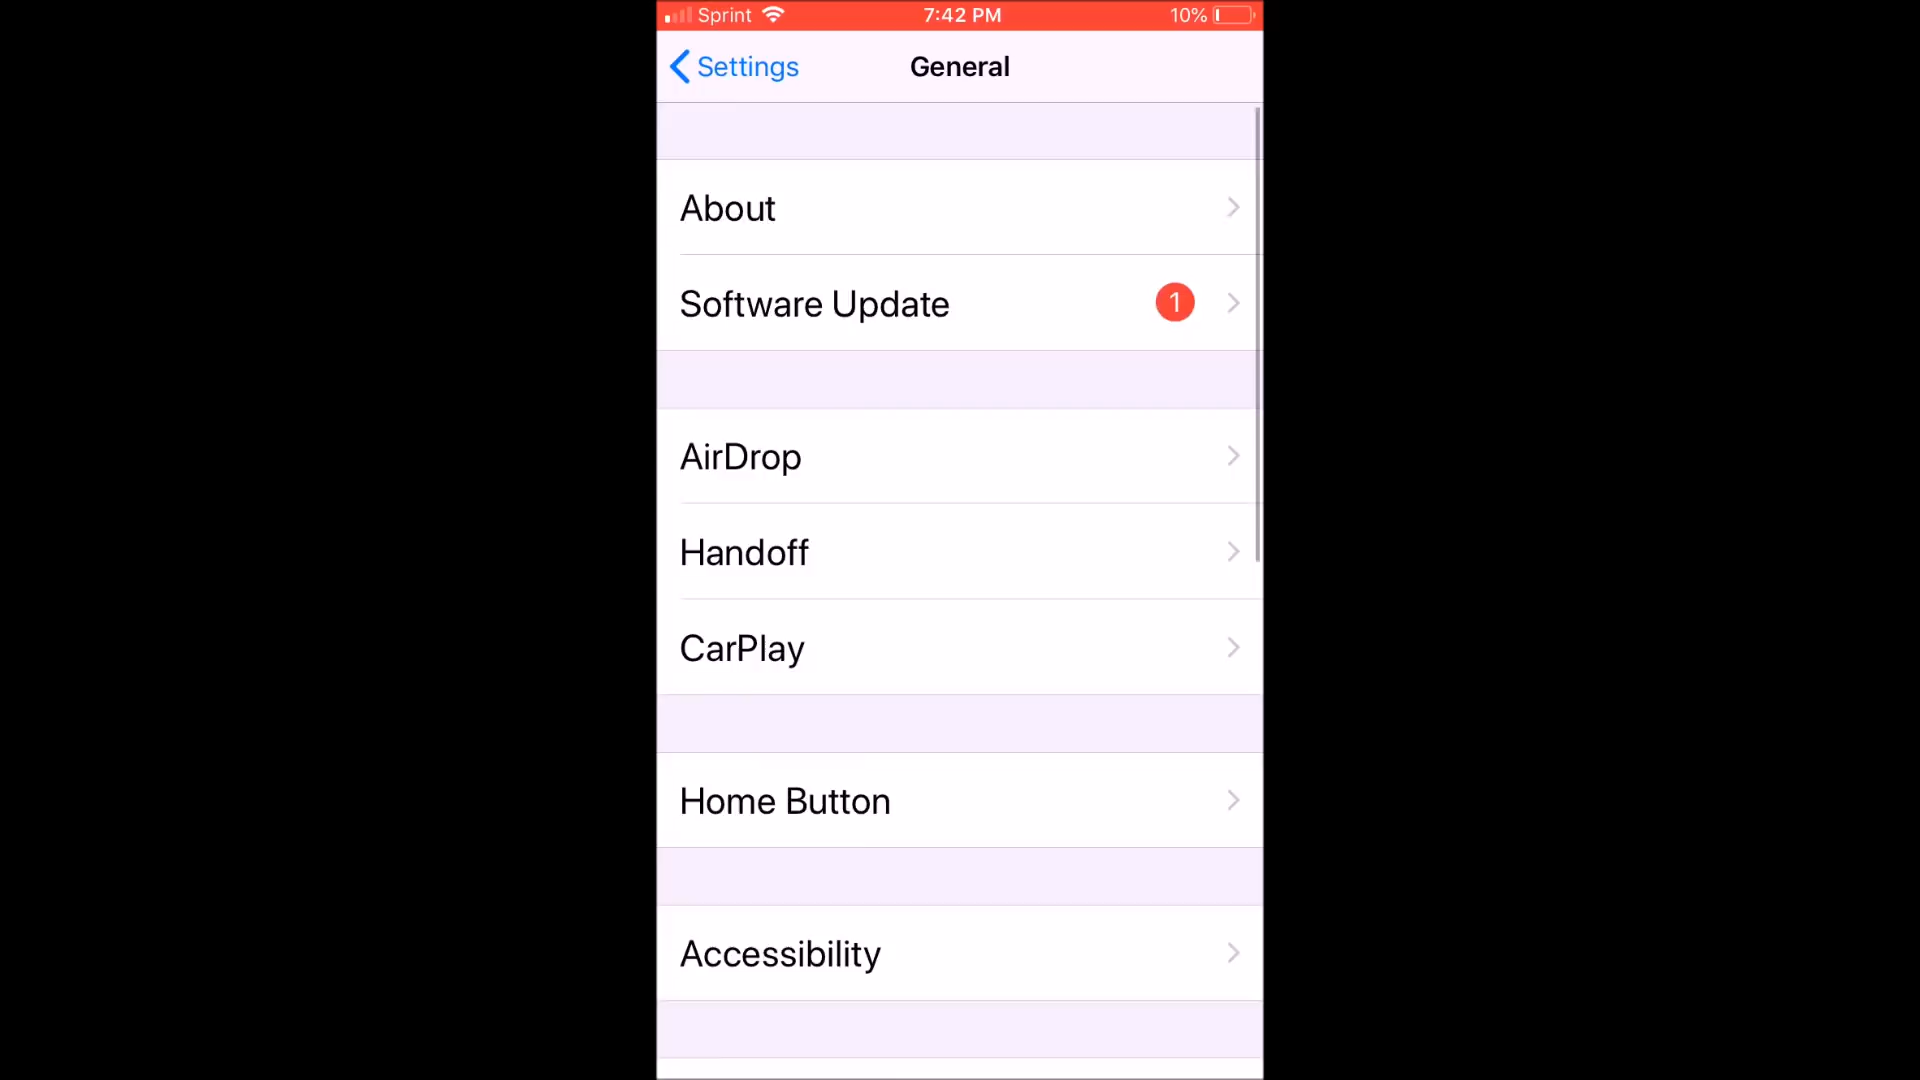 Sprint 7:42 PM 10%
Settings General
About
Software Update 1
AirDrop
Handoff
CarPlay
Home Button
Accessibility